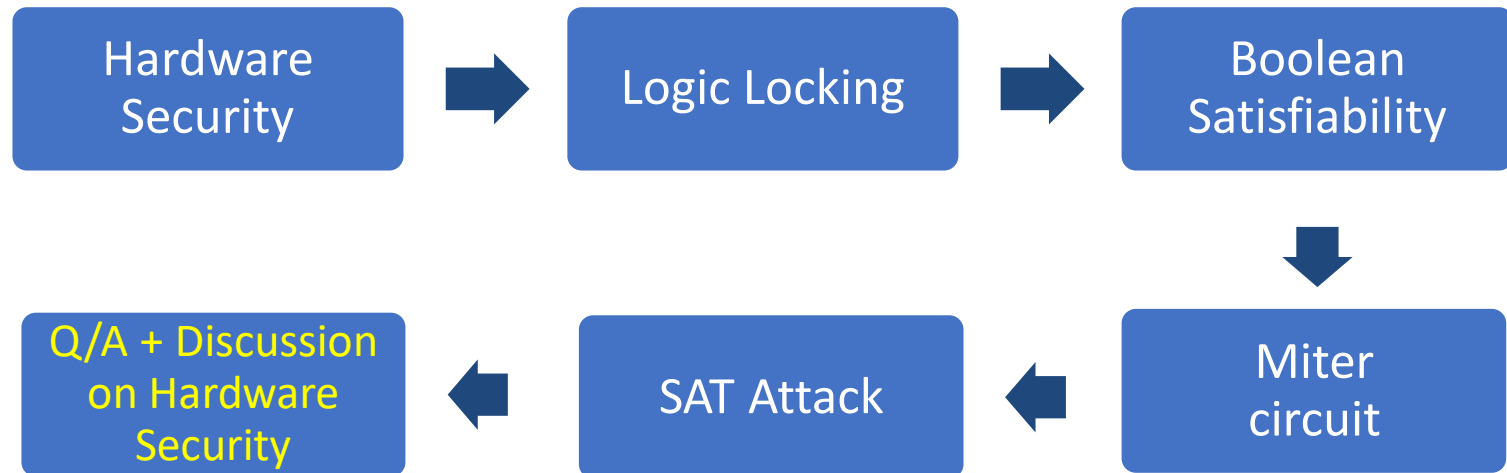 Hardware
Security
Logic Locking
Boolean
Satisfiability
Miter
circuit
SAT Attack
Q/A + Discussion
on Hardware
Security